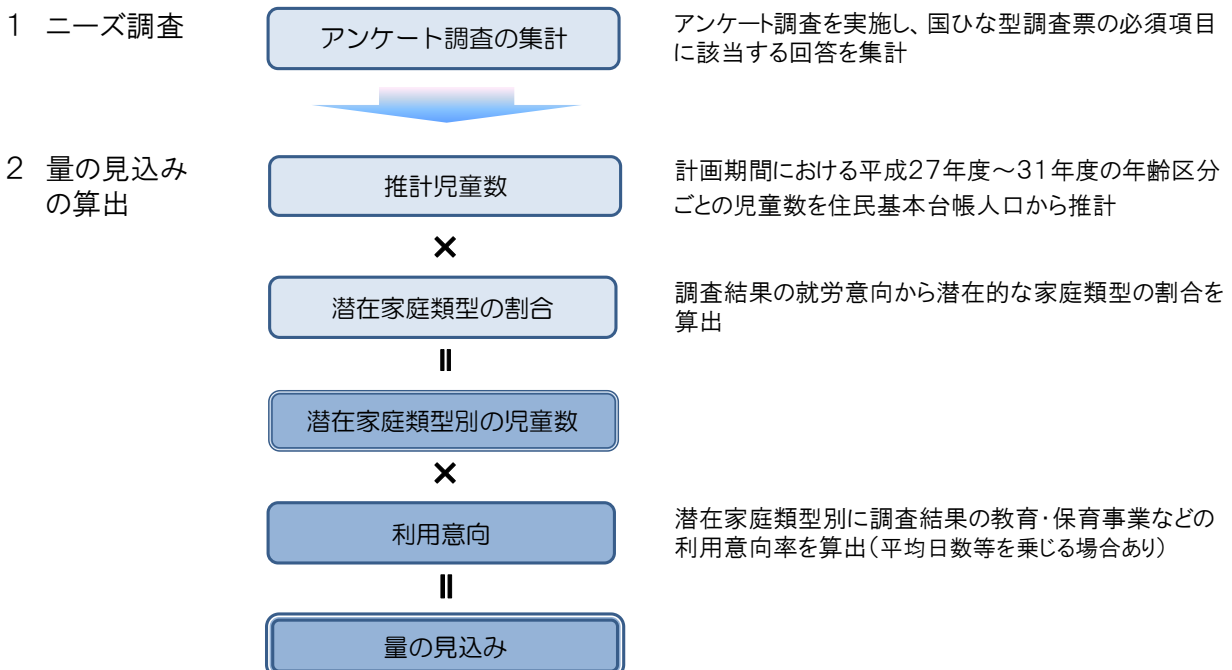 1 ニーズ調査
アンケート調査の集計
アンケート調査を実施し、国ひな型調査票の必須項目
に該当する回答を集計
2 量の見込み
の算出
推計児童数
計画期間における平成27年度～31年度の年齢区分
ごとの児童数を住民基本台帳人口から推計
×
潜在家庭類型の割合
調査結果の就労意向から潜在的な家庭類型の割合を
算出
＝
潜在家庭類型別の児童数
×
利用意向
潜在家庭類型別に調査結果の教育・保育事業などの
利用意向率を算出(平均日数等を乗じる場合あり)
＝
量の見込み